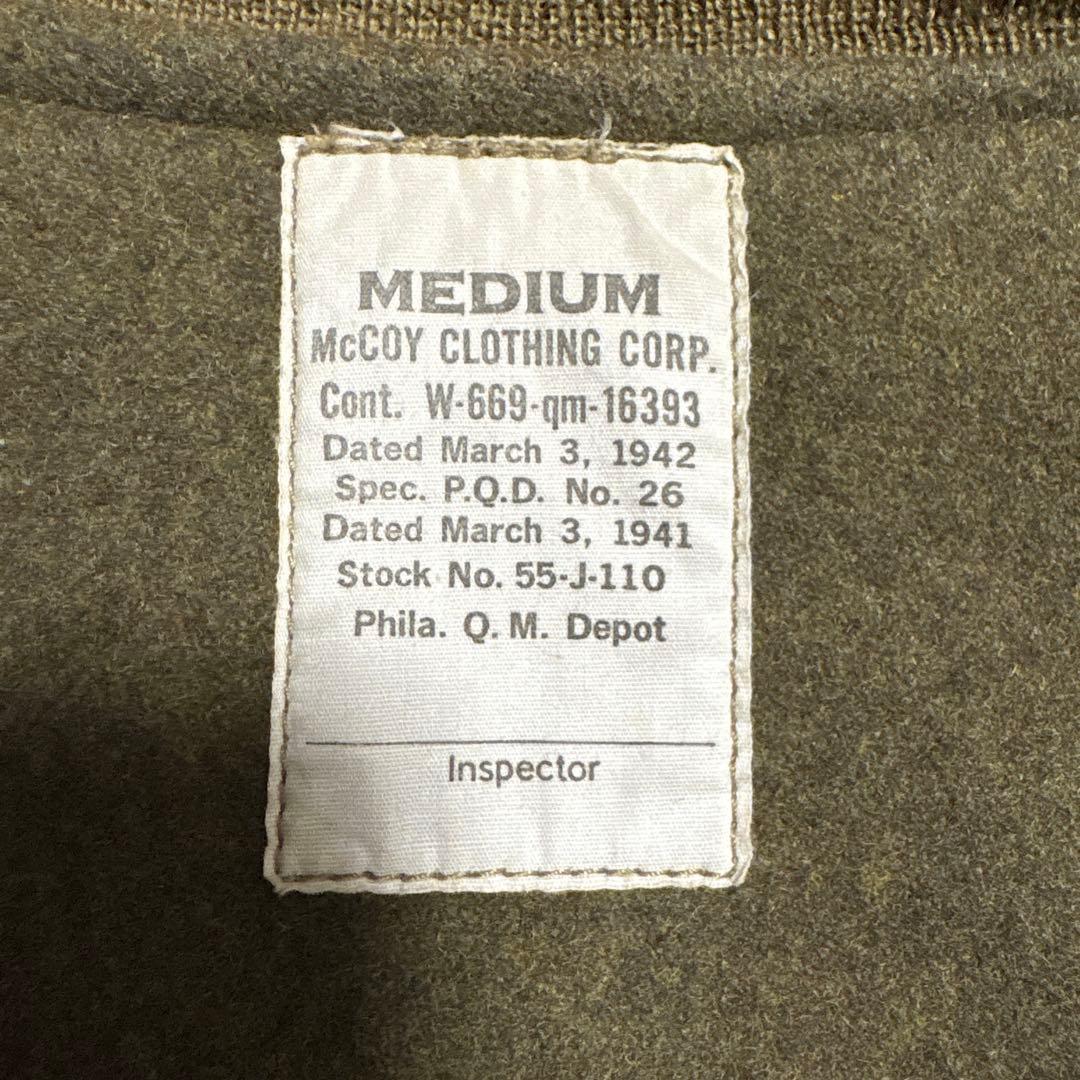 MEDIUM
McCOY CLOTHING CORP.
Cont. W-669-qm-16393
Dated March 3, 1942
Spec. P.Q.D. No. 26
Dated March 3, 1941
Stock No. 55-J-110
Phila. Q. M. Depot
Inspector